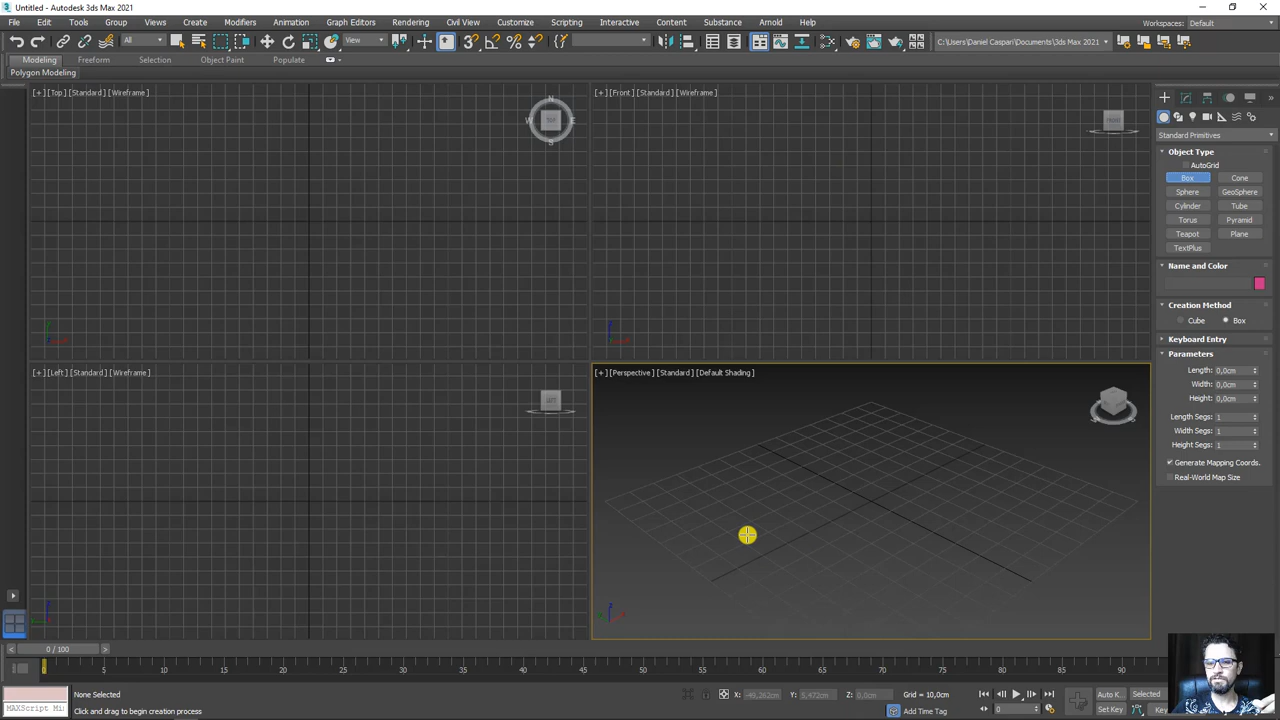 Untitled - Autodesk 3ds Max 2021
File Edit Tools Group Views Create Modifiers Animation Graph Editors Rendering Civil View Customize Scripting Interactive Content Substance Arnold Help
Workspaces: Default
All
View
C:\Users\Daniel Caspari\Documents\3ds Max 2021
Modeling Freeform Selection Object Paint Populate
Polygon Modeling
[+] [Top] [Standard] [Wireframe]
N
W TOP E
S
[+] [Front] [Standard] [Wireframe]
FRONT
[+] [Left] [Standard] [Wireframe]
LEFT
[+] [Perspective] [Standard] [Default Shading]
Standard Primitives
Object Type
AutoGrid
Box Cone
Sphere GeoSphere
Cylinder Tube
Torus Pyramid
Teapot Plane
TextPlus
Name and Color
Creation Method
Cube Box
Keyboard Entry
Parameters
Length: 0,0cm
Width: 0,0cm
Height: 0,0cm
Length Segs: 1
Width Segs: 1
Height Segs: 1
Generate Mapping Coords.
Real-World Map Size
< 0 / 100 >
0 5 10 15 20 25 30 35 40 45 50 55 60 65 70 75 80 85 90
MAXScript Mi:
None Selected
Click and drag to begin creation process
X: -49,262cm Y: 5,472cm Z: 0,0cm Grid = 10,0cm
Add Time Tag
0
Auto K... Selected
Set Key